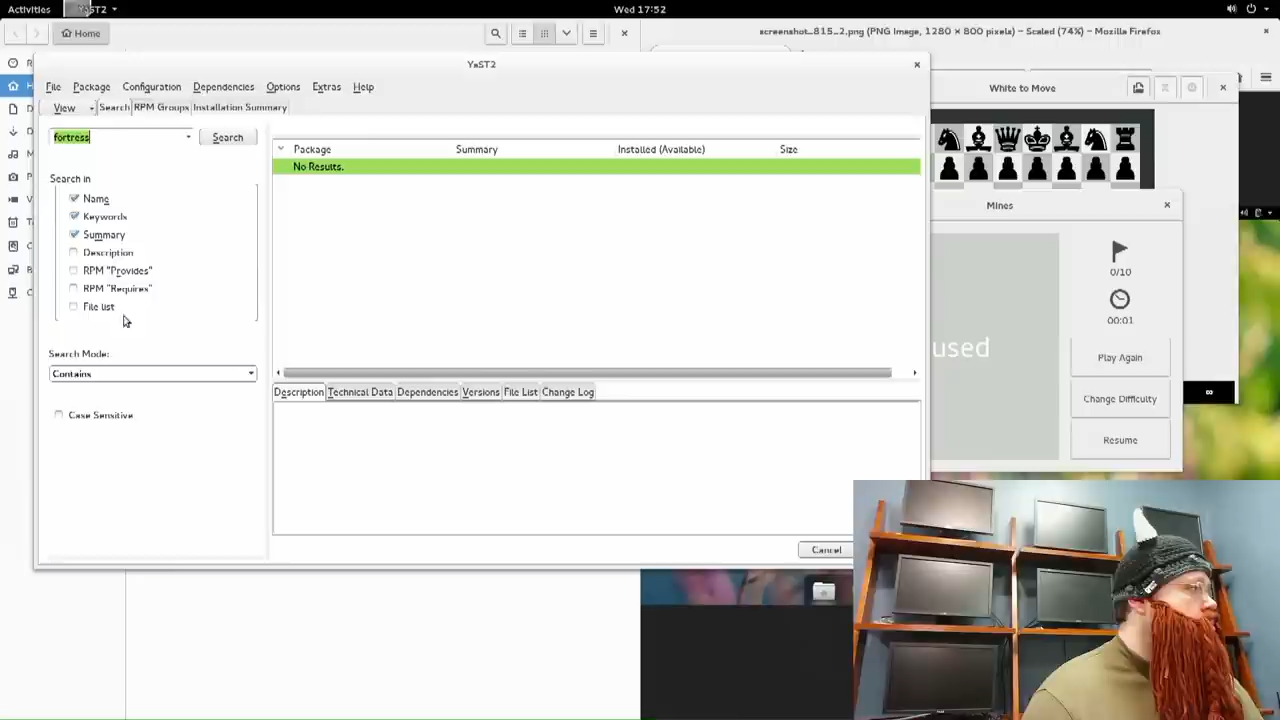 Activities
YaST2
Wed 17:52
Home
screenshot_815_2.png (PNG Image, 1280 × 800 pixels) – Scaled (74%) – Mozilla Firefox
YaST2
File Package Configuration Dependencies Options Extras Help
View Search RPM Groups Installation Summary
fortress Search
Search in
Name
Keywords
Summary
Description
RPM "Provides"
RPM "Requires"
File list
Search Mode:
Contains
Case Sensitive
Package Summary Installed (Available) Size
No Results.
Description Technical Data Dependencies Versions File List Change Log
Cancel
White to Move
Mines
0/10
00:01
used
Play Again
Change Difficulty
Resume